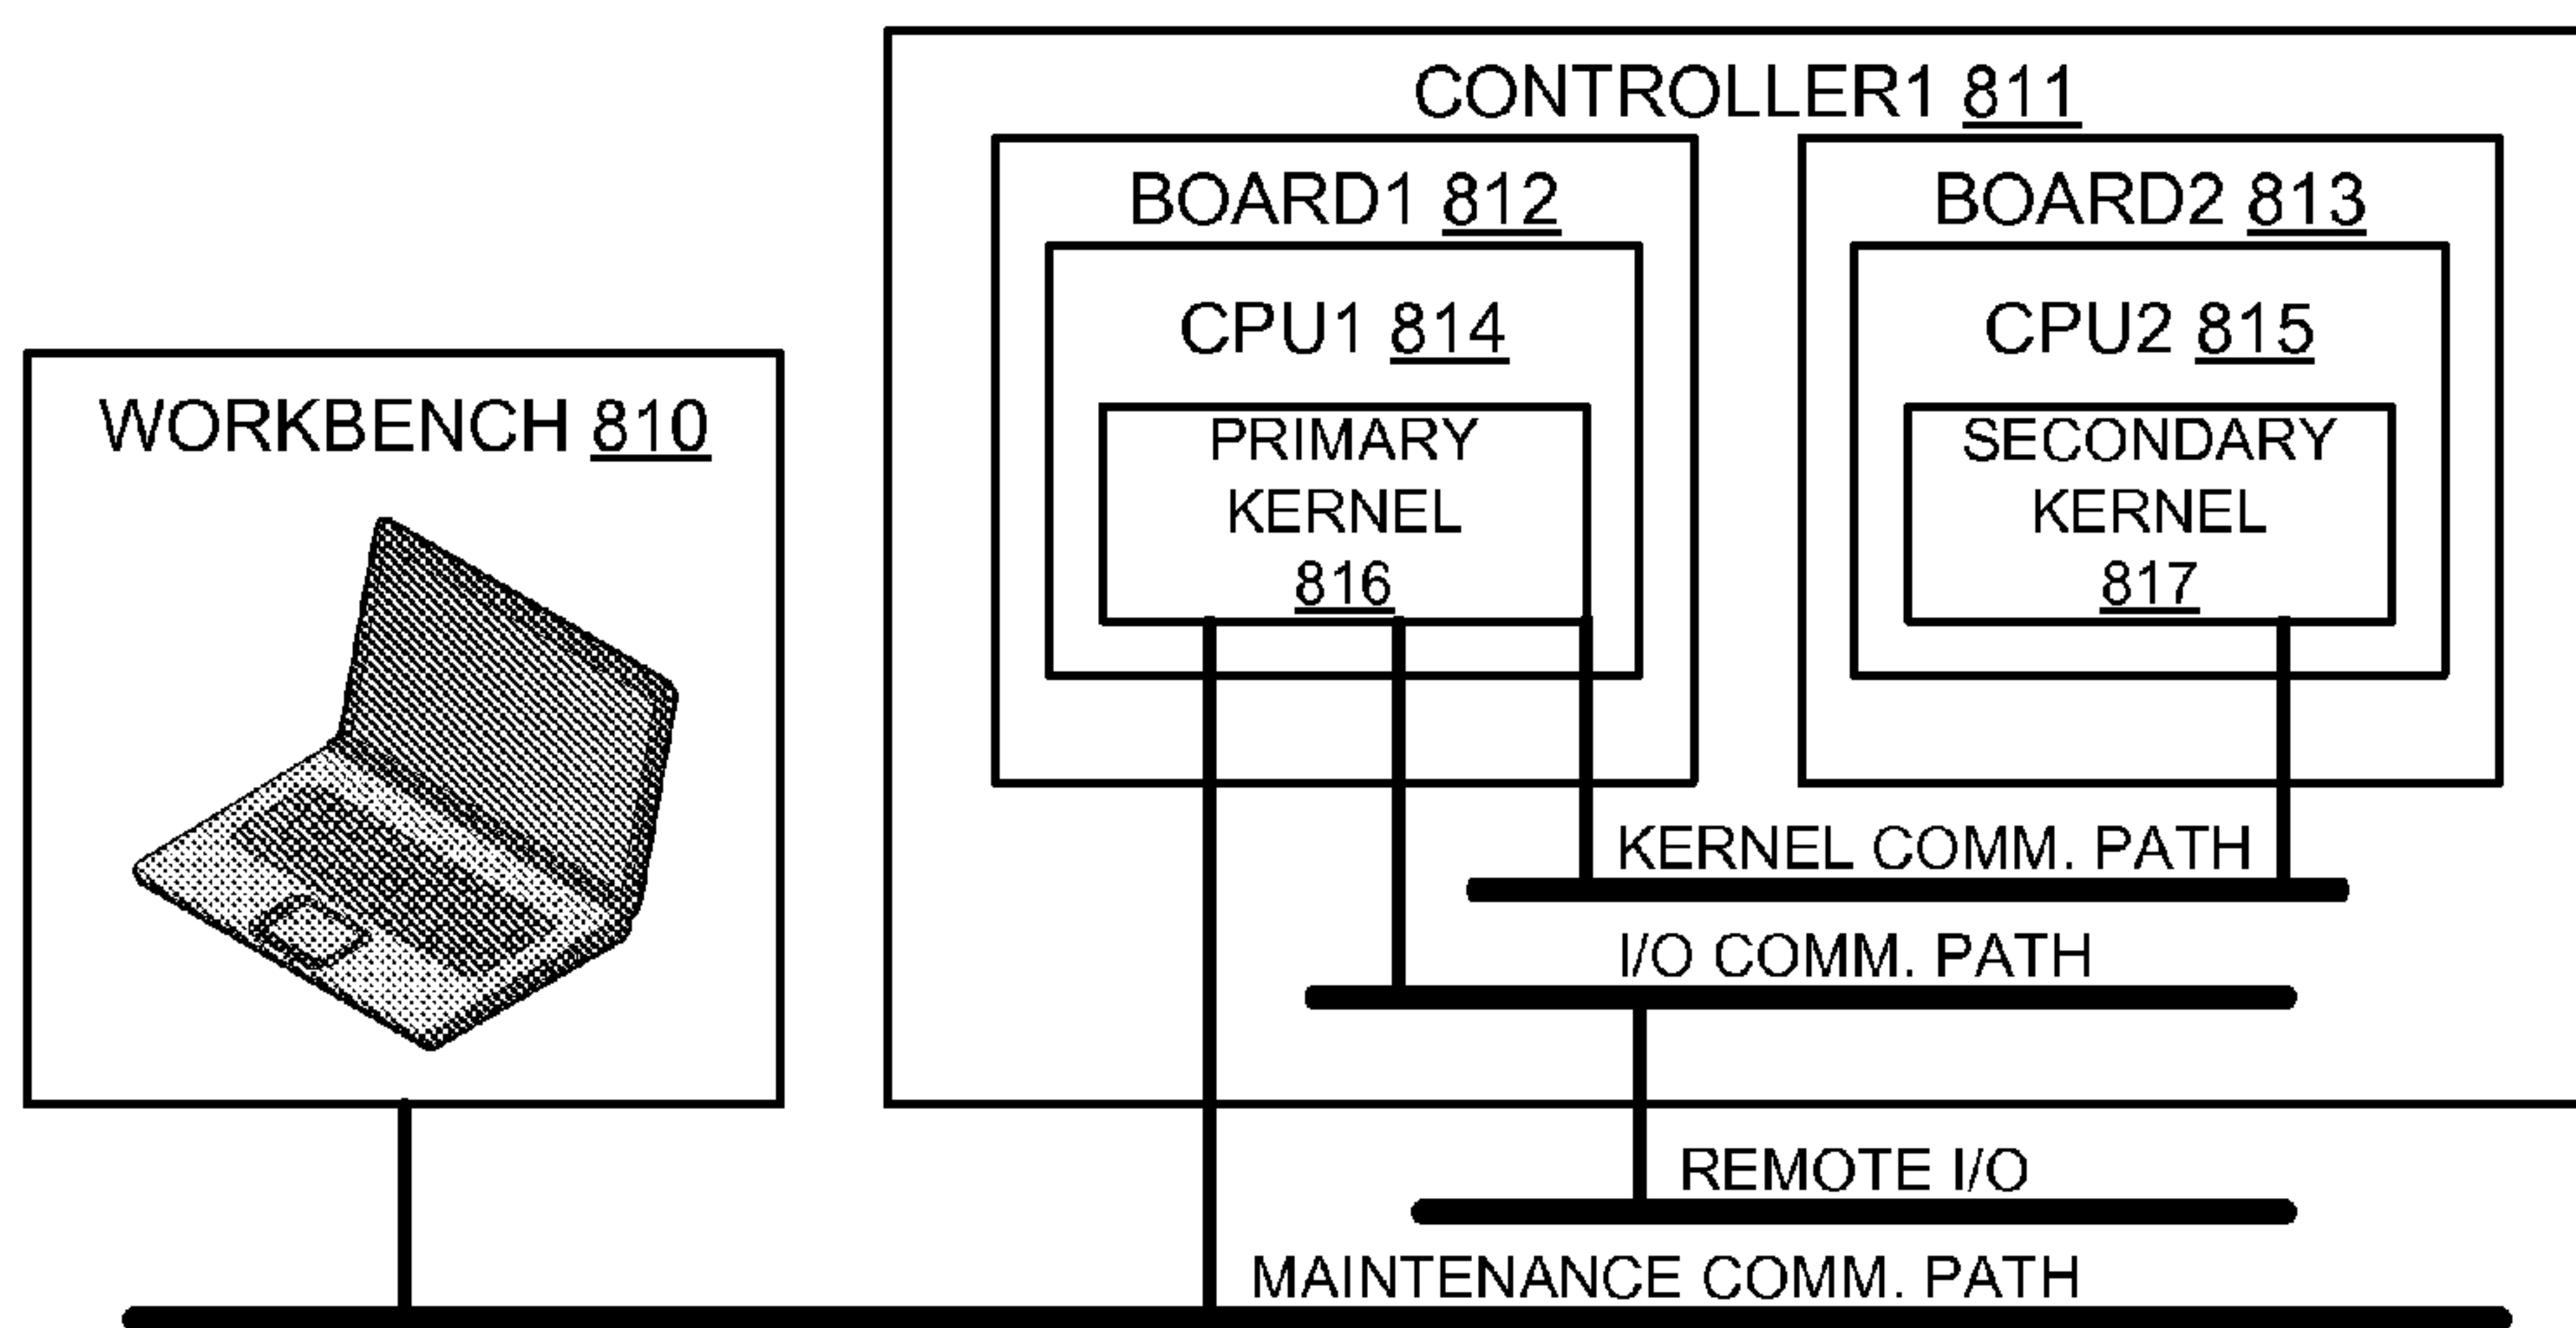 CONTROLLER1 811
BOARD1 812
BOARD2 813
CPU1 814
CPU2 815
PRIMARY
KERNEL
816
SECONDARY
KERNEL
817
WORKBENCH 810
KERNEL COMM. PATH
I/O COMM. PATH
REMOTE I/O
MAINTENANCE COMM. PATH